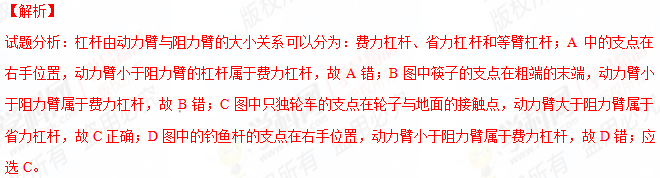 【解析】
试题分析：杠杆由动力臂与阻力臂的大小关系可以分为：费力杠杆、省力杠杆和等臂杠杆；A 中的支点在
右手位置，动力臂小于阻力臂的杠杆属于费力杠杆，故 A 错；B 图中筷子的支点在粗端的末端，动力臂小
于阻力臂属于费力杠杆，故 B 错；C 图中只独轮车的支点在轮子与地面的接触点，动力臂大于阻力臂属于
省力杠杆，故 C 正确；D 图中的钓鱼杆的支点在右手位置，动力臂小于阻力臂属于费力杠杆，故 D 错；应
选 C。